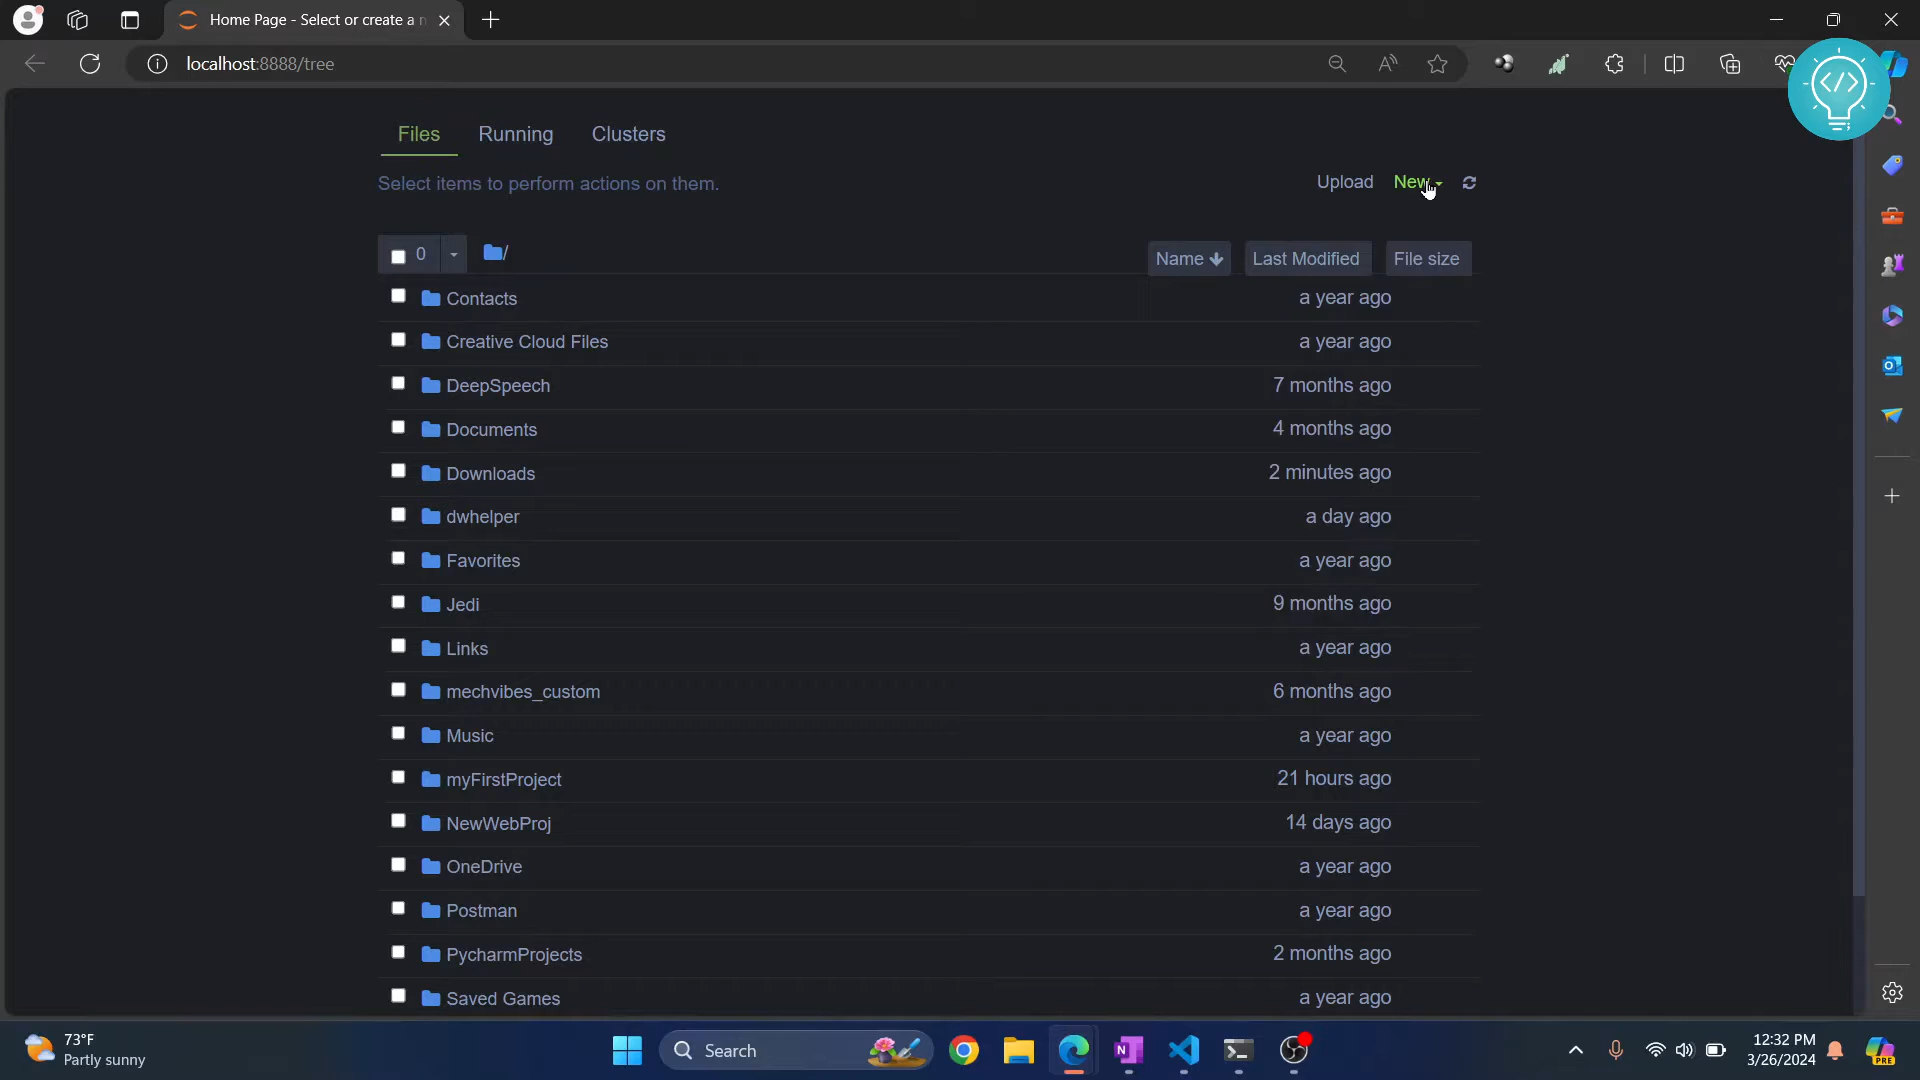 Home Page - Select or create a n
localhost:8888/tree
Files Running Clusters
Select items to perform actions on them.
Upload New
0 /
Name Last Modified File size
Contacts a year ago
Creative Cloud Files a year ago
DeepSpeech 7 months ago
Documents 4 months ago
Downloads 2 minutes ago
dwhelper a day ago
Favorites a year ago
Jedi 9 months ago
Links a year ago
mechvibes_custom 6 months ago
Music a year ago
myFirstProject 21 hours ago
NewWebProj 14 days ago
OneDrive a year ago
Postman a year ago
PycharmProjects 2 months ago
Saved Games a year ago
73°F
Partly sunny
Search
12:32 PM
3/26/2024
PRE